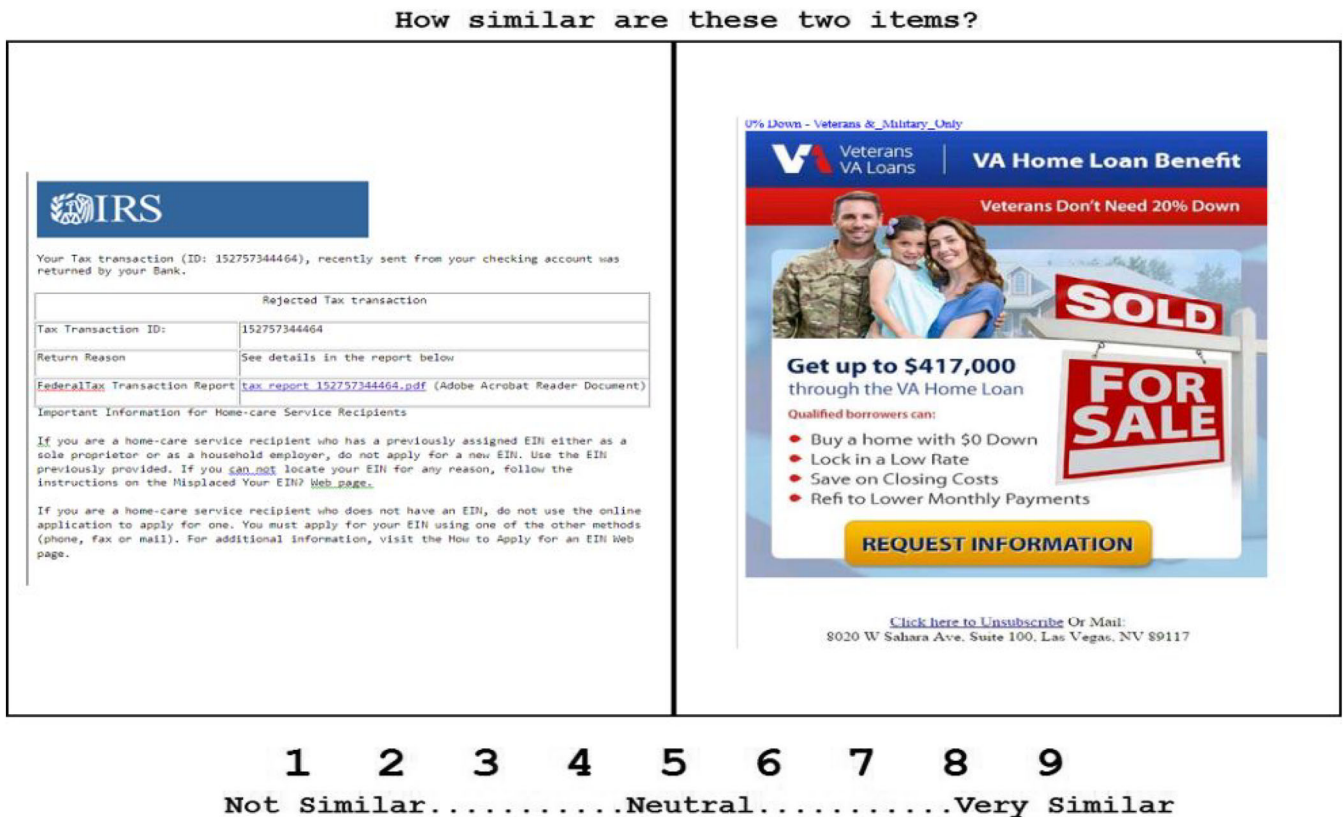 How similar are these two items?
IRS
Your Tax transaction (ID: 152757344464), recently sent from your checking account was
returned by your Bank.
Rejected Tax transaction
Tax Transaction ID: 152757344464
Return Reason See details in the report below
FederalTax Transaction Report tax report 152757344464.pdf (Adobe Acrobat Reader Document)
Important Information for Home-care Service Recipients
If you are a home-care service recipient who has a previously assigned EIN either as a
sole proprietor or as a household employer, do not apply for a new EIN. Use the EIN
previously provided. If you can not locate your EIN for any reason, follow the
instructions on the Misplaced Your EIN? Web page.
If you are a home-care service recipient who does not have an EIN, do not use the online
application to apply for one. You must apply for your EIN using one of the other methods
(phone, fax or mail). For additional information, visit the How to Apply for an EIN Web
page.
0% Down - Veterans &_Military_Only
Veterans
VA Loans
VA Home Loan Benefit
Veterans Don't Need 20% Down
SOLD
FOR
SALE
Get up to $417,000
through the VA Home Loan
Qualified borrowers can:
• Buy a home with $0 Down
• Lock in a Low Rate
• Save on Closing Costs
• Refi to Lower Monthly Payments
REQUEST INFORMATION
Click here to Unsubscribe Or Mail:
8020 W Sahara Ave. Suite 100, Las Vegas, NV 89117
1 2 3 4 5 6 7 8 9
Not Similar...........Neutral...........Very Similar